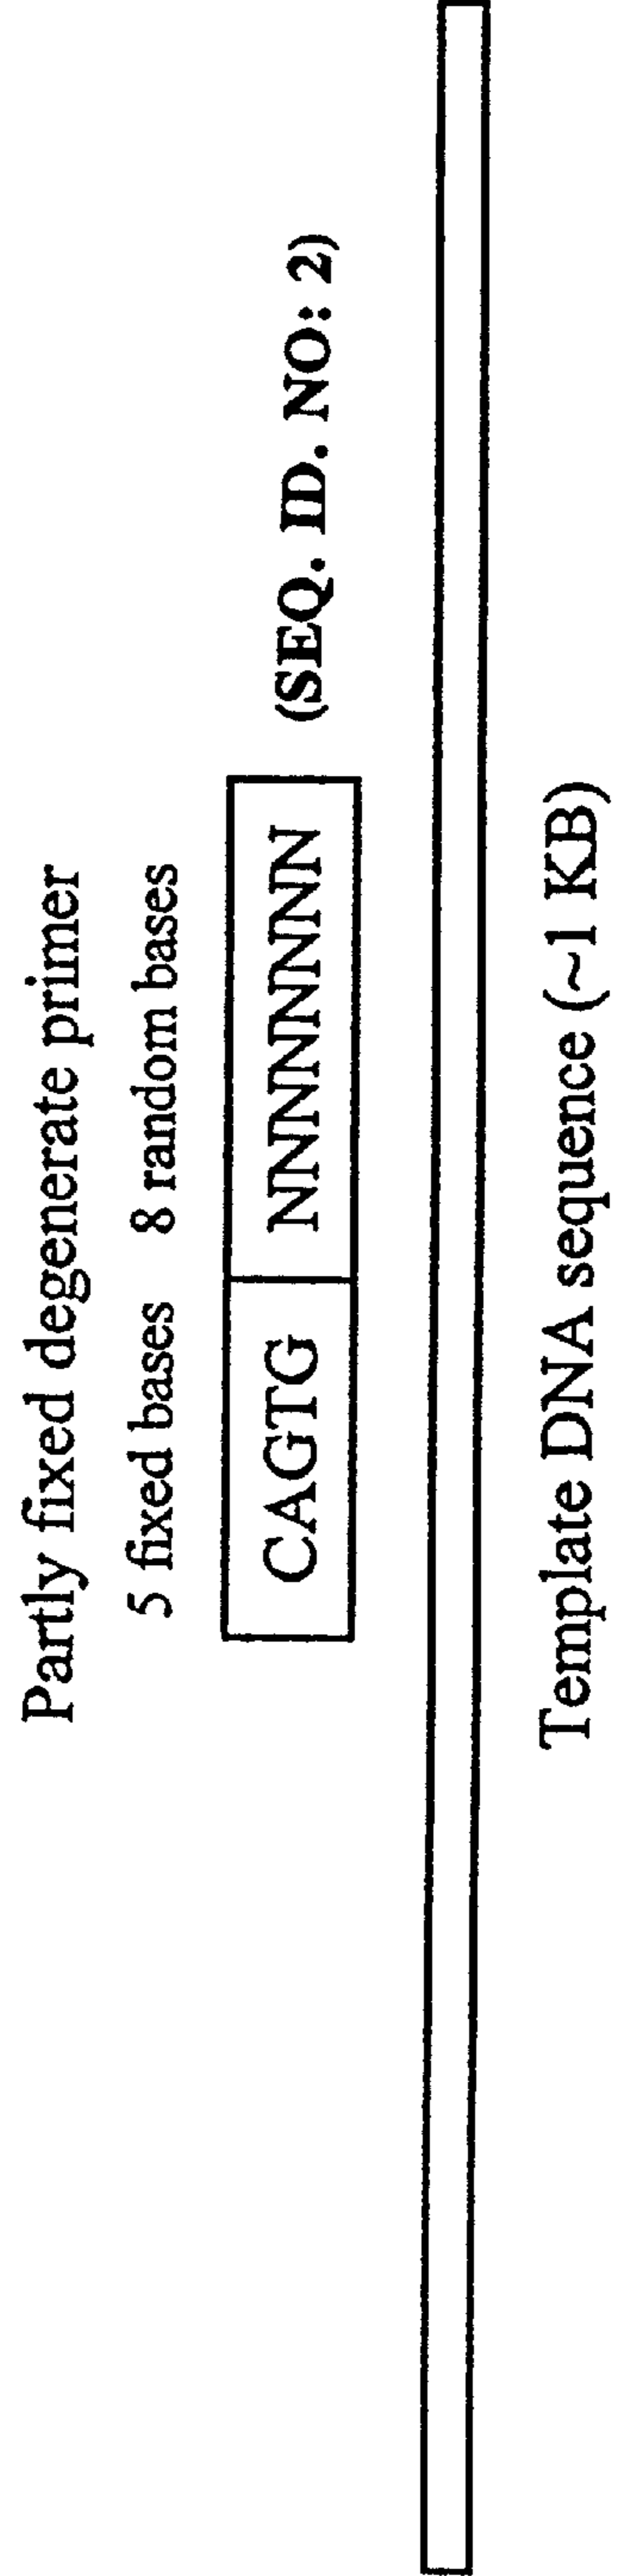 Partly fixed degenerate primer
5 fixed bases 8 random bases
CAGTG NNNNNNNN (SEQ. ID. NO: 2)
Template DNA sequence (~1 KB)